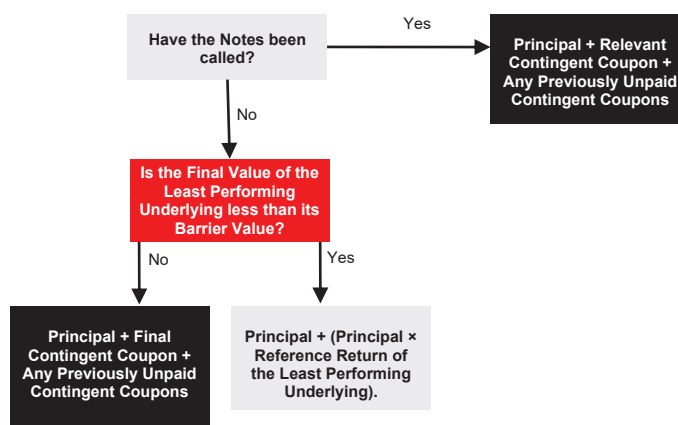 Have the Notes been
called?
Yes
Principal + Relevant
Contingent Coupon +
Any Previously Unpaid
Contingent Coupons
No
Is the Final Value of the
Least Performing
Underlying less than its
Barrier Value?
No
Yes
Principal + Final
Contingent Coupon +
Any Previously Unpaid
Contingent Coupons
Principal + (Principal ×
Reference Return of
the Least Performing
Underlying).